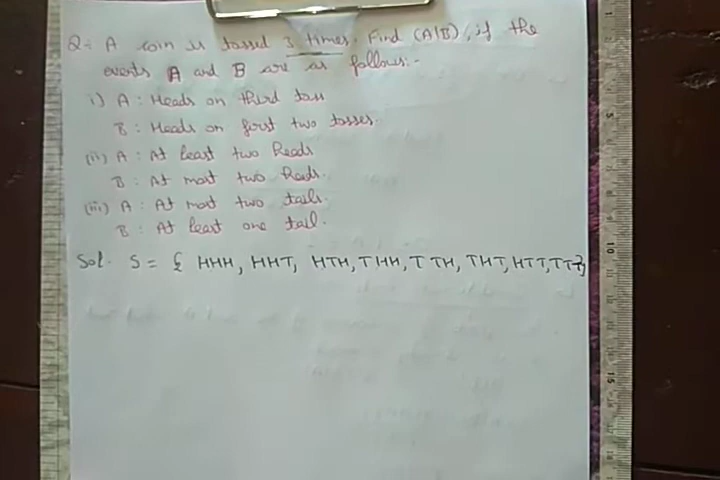 Q: A coin is tossed 3 times. Find (A|B), if the
events A and B are as follows:-
i) A: Heads on third toss
B: Heads on first two tosses.
(ii) A: At least two heads
B: At most two heads.
(iii) A: At most two tails.
B: At least one tail.
Sol. S = { HHH, HHT, HTH, THH, TTH, THT, HTT, TTT}